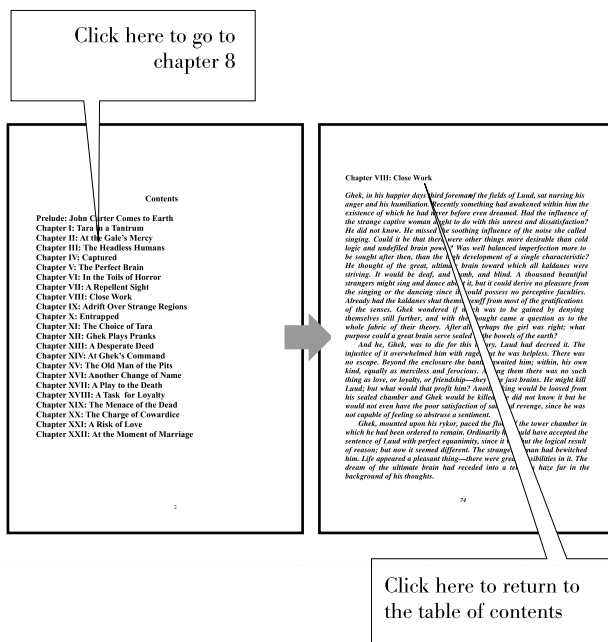 Click here to go to
chapter 8
Contents
Prelude: John Carter Comes to Earth
Chapter I: Tara in a Tantrum
Chapter II: At the Gale's Mercy
Chapter III: The Headless Humans
Chapter IV: Captured
Chapter V: The Perfect Brain
Chapter VI: In the Toils of Horror
Chapter VII: A Repellent Sight
Chapter VIII: Close Work
Chapter IX: Adrift Over Strange Regions
Chapter X: Entrapped
Chapter XI: The Choice of Tara
Chapter XII: Ghek Plays Pranks
Chapter XIII: A Desperate Deed
Chapter XIV: At Ghek's Command
Chapter XV: The Old Man of the Pits
Chapter XVI: Another Change of Name
Chapter XVII: A Play to the Death
Chapter XVIII: A Task for Loyalty
Chapter XIX: The Menace of the Dead
Chapter XX: The Charge of Cowardice
Chapter XXI: A Risk of Love
Chapter XXII: At the Moment of Marriage
2
Chapter VIII: Close Work
Ghek, in his happier days third foreman of the fields of Luud, sat nursing his
anger and his humiliation. Recently something had awakened within him the
existence of which he had never before even dreamed. Had the influence of
the strange captive woman aught to do with this unrest and dissatisfaction?
He did not know. He missed the soothing influence of the noise she called
singing. Could it be that there were other things more desirable than cold
logic and undefiled brain power? Was well balanced imperfection more to
be sought after then, than the high development of a single characteristic?
He thought of the great, ultimate brain toward which all kaldanes were
striving. It would be deaf, and dumb, and blind. A thousand beautiful
strangers might sing and dance about it, but it could derive no pleasure from
the singing or the dancing since it would possess no perceptive faculties.
Already had the kaldanes shut themselves off from most of the gratifications
of the senses. Ghek wondered if much was to be gained by denying
themselves still further, and with the thought came a question as to the
whole fabric of their theory. After all perhaps the girl was right; what
purpose could a great brain serve sealed in the bowels of the earth?
And he, Ghek, was to die for this theory. Luud had decreed it. The
injustice of it overwhelmed him with rage. But he was helpless. There was
no escape. Beyond the enclosure the banths awaited him; within, his own
kind, equally as merciless and ferocious. Among them there was no such
thing as love, or loyalty, or friendship—they were just brains. He might kill
Luud; but what would that profit him? Another king would be loosed from
his sealed chamber and Ghek would be killed. He did not know it but he
would not even have the poor satisfaction of satisfied revenge, since he was
not capable of feeling so abstruse a sentiment.
Ghek, mounted upon his rykor, paced the floor of the tower chamber in
which he had been ordered to remain. Ordinarily he would have accepted the
sentence of Luud with perfect equanimity, since it was but the logical result
of reason; but now it seemed different. The strange woman had bewitched
him. Life appeared a pleasant thing—there were great possibilities in it. The
dream of the ultimate brain had receded into a haze far in the
background of his thoughts.
74
Click here to return to
the table of contents